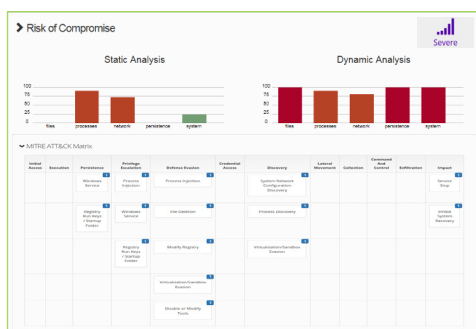 Risk of Compromise
Severe
Static Analysis
Dynamic Analysis
100
75
50
25
0
files
processes
network
persistence
system
100
75
50
25
0
files
processes
network
persistence
system
MITRE ATT&CK Matrix
Initial Access
Execution
Persistence
Privilege Escalation
Defense Evasion
Credential Access
Discovery
Lateral Movement
Collection
Command And Control
Exfiltration
Impact
Windows Service
Process Injection
Process Injection
System Network Configuration Discovery
Service Stop
Registry Run Keys / Startup Folder
Windows Service
File Deletion
Process Discovery
Inhibit System Recovery
Registry Run Keys / Startup Folder
Modify Registry
Virtualization/Sandbox Evasion
Virtualization/Sandbox Evasion
Disable or Modify Tools